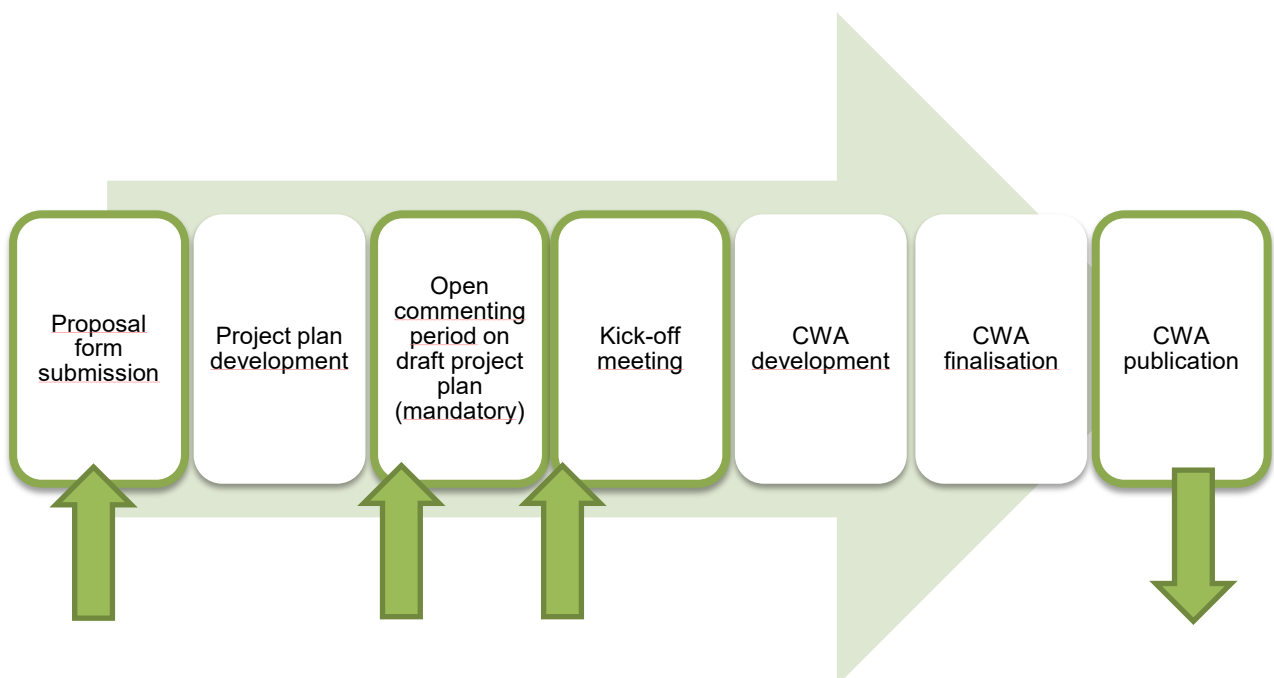 Proposal
form
submission
Project plan
development
Open
commenting
period on
draft project
plan
(mandatory)
Kick-off
meeting
CWA
development
CWA
finalisation
CWA
publication